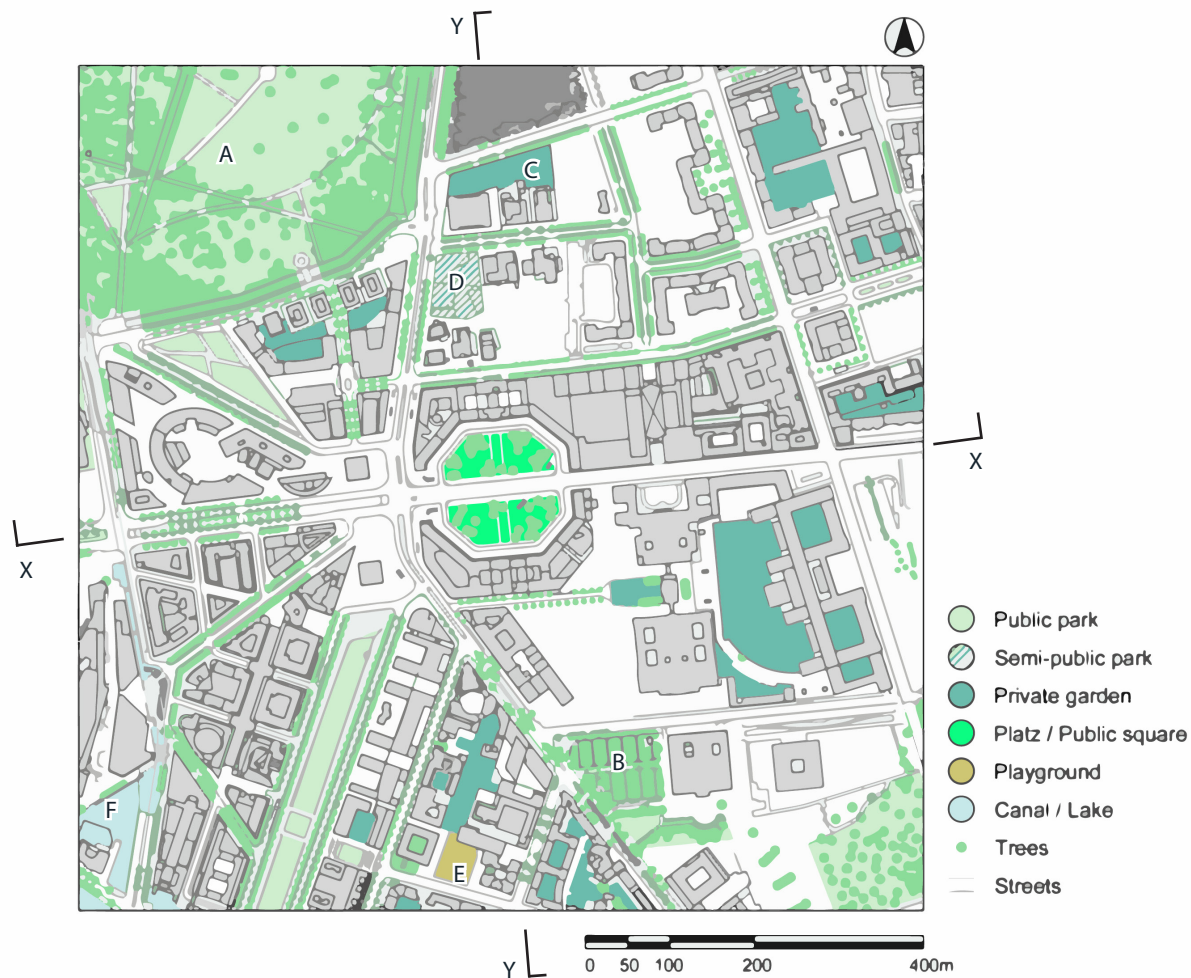 Y
A
C
D
X
X
B
F
E
Y
Public park
Semi-public park
Private garden
Platz / Public square
Playground
Canal / Lake
Trees
Streets
0 50 100 200 400m